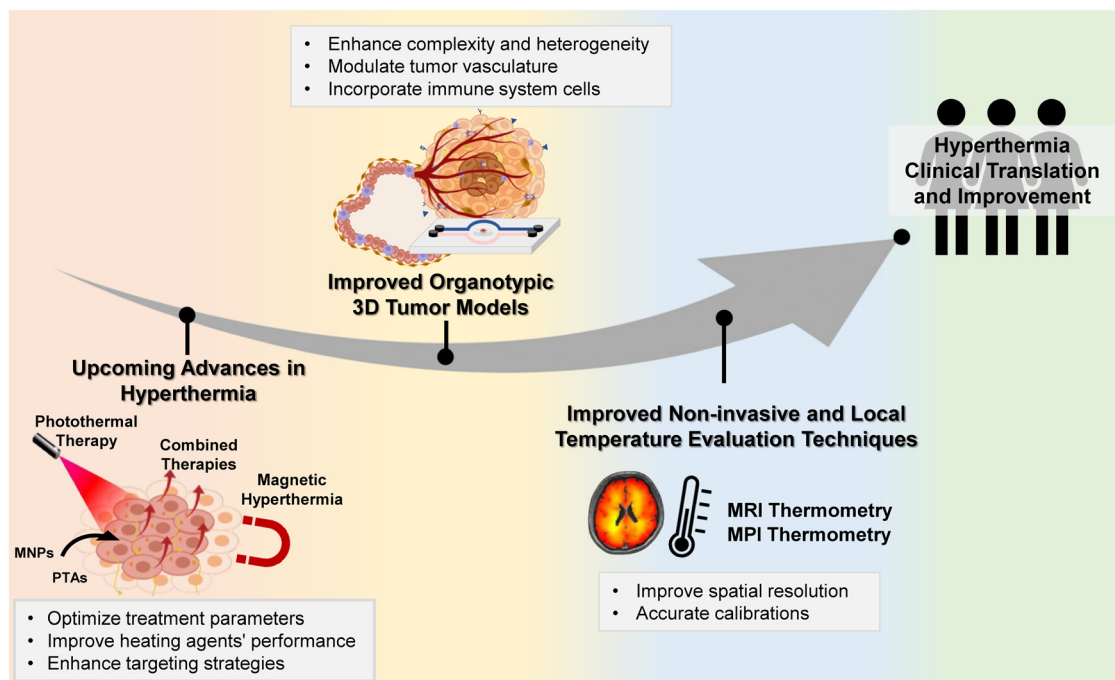 • Enhance complexity and heterogeneity
• Modulate tumor vasculature
• Incorporate immune system cells
Hyperthermia
Clinical Translation
and Improvement
Improved Organotypic
3D Tumor Models
Upcoming Advances in
Hyperthermia
Photothermal
Therapy
Combined
Therapies
Magnetic
Hyperthermia
MNPs
PTAs
• Optimize treatment parameters
• Improve heating agents' performance
• Enhance targeting strategies
Improved Non-invasive and Local
Temperature Evaluation Techniques
MRI Thermometry
MPI Thermometry
• Improve spatial resolution
• Accurate calibrations